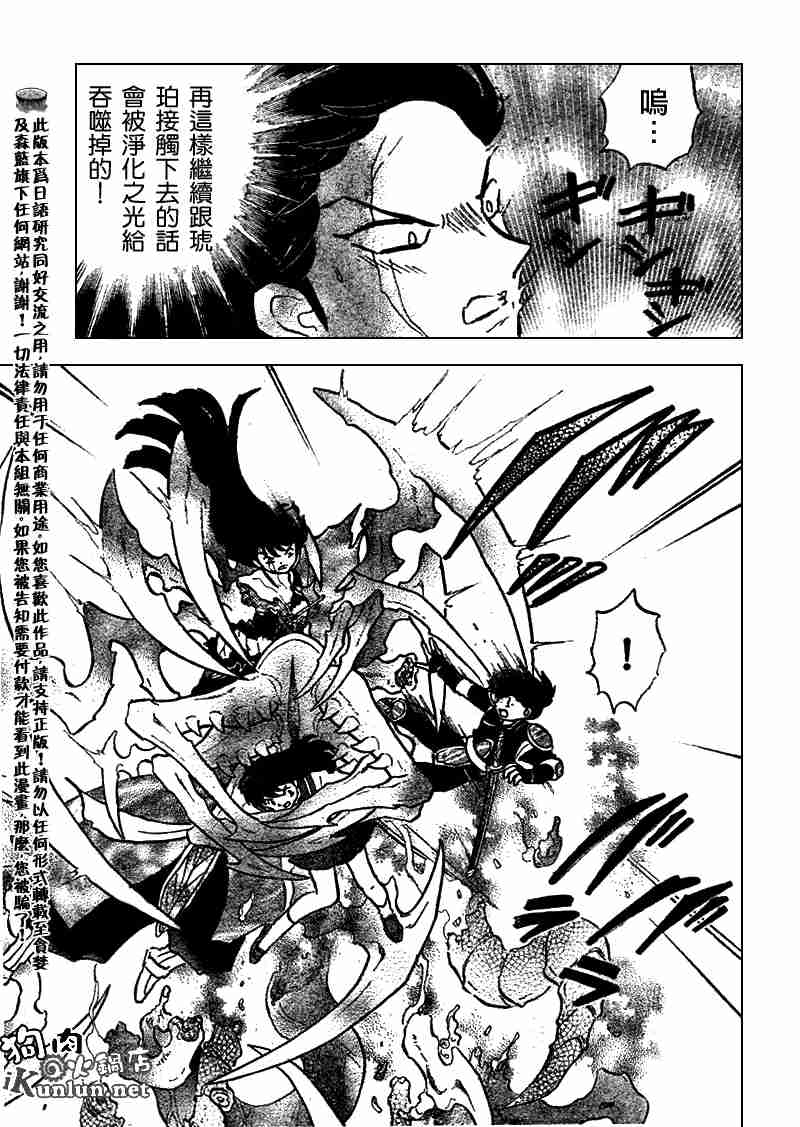 嗚…
ギシ
ギシ
再這樣繼續跟琥
珀接觸下去的話
會被淨化之光給
吞噬掉的！
！
此版本爲日語研究同好交流之用，請勿用于任何商業用途。如您喜歡此作品，請支持正版！請勿以任何形式轉載至貪婪
及森藍旗下任何網站，謝謝！一切法律責任與本組無關。如果您被告知需要付款才能看到此漫畫，那麼，您被騙了！
狗肉
火鍋店
iKunlun.net